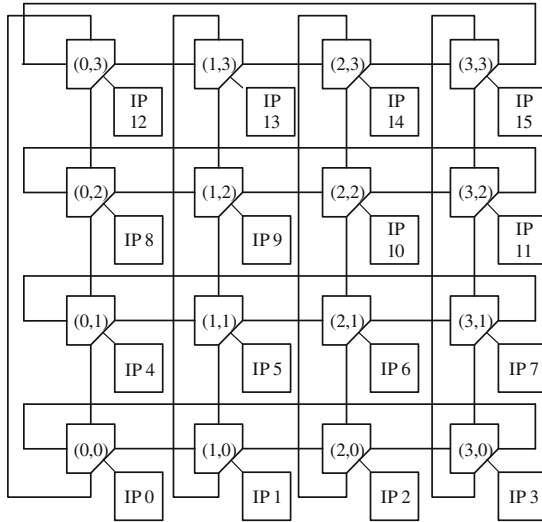 (0,3) (1,3) (2,3) (3,3)
IP IP IP IP
12 13 14 15
(0,2) (1,2) (2,2) (3,2)
IP 8 IP 9 IP IP
10 11
(0,1) (1,1) (2,1) (3,1)
IP 4 IP 5 IP 6 IP 7
(0,0) (1,0) (2,0) (3,0)
IP 0 IP 1 IP 2 IP 3